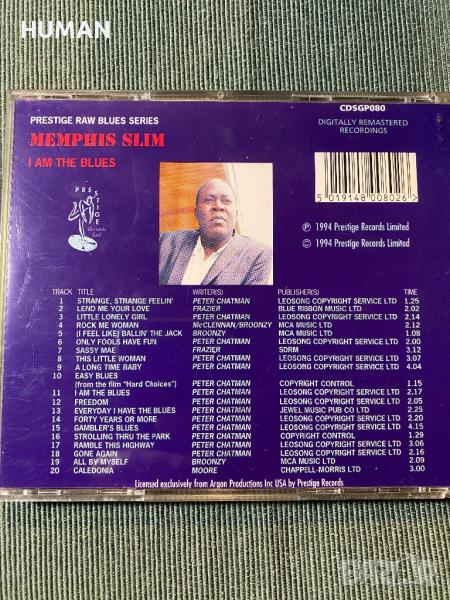 HUMAN
CDSGP080
PRESTIGE RAW BLUES SERIES
DIGITALLY REMASTERED
RECORDINGS
MEMPHIS SLIM
I AM THE BLUES
PRESTIGE
Records
Ltd
5 019148 008026 >
Ⓟ 1994 Prestige Records Limited
© 1994 Prestige Records Limited
TRACK TITLE WRITER(S) PUBLISHER(S) TIME
1 STRANGE, STRANGE FEELIN' PETER CHATMAN LEOSONG COPYRIGHT SERVICE LTD 1.25
2 LEND ME YOUR LOVE FRAZIER BLUE RIBBON MUSIC LTD 2.02
3 LITTLE LONELY GIRL PETER CHATMAN LEOSONG COPYRIGHT SERVICE LTD 2.14
4 ROCK ME WOMAN McCLENNAN/BROONZY MCA MUSIC LTD 2.12
5 (I FEEL LIKE) BALLIN' THE JACK BROONZY MCA MUSIC LTD 1.08
6 ONLY FOOLS HAVE FUN PETER CHATMAN LEOSONG COPYRIGHT SERVICE LTD 2.00
7 SASSY MAE FRAZIER SDRM 3.12
8 THIS LITTLE WOMAN PETER CHATMAN LEOSONG COPYRIGHT SERVICE LTD 3.07
9 A LONG TIME BABY PETER CHATMAN LEOSONG COPYRIGHT SERVICE LTD 4.04
10 EASY BLUES
(from the film "Hard Choices") PETER CHATMAN COPYRIGHT CONTROL 1.15
11 I AM THE BLUES PETER CHATMAN LEOSONG COPYRIGHT SERVICE LTD 2.17
12 FREEDOM PETER CHATMAN LEOSONG COPYRIGHT SERVICE LTD 2.05
13 EVERYDAY I HAVE THE BLUES PETER CHATMAN JEWEL MUSIC PUB CO LTD 2.25
14 FORTY YEARS OR MORE PETER CHATMAN LEOSONG COPYRIGHT SERVICE LTD 2.20
15 GAMBLER'S BLUES PETER CHATMAN LEOSONG COPYRIGHT SERVICE LTD 4.15
16 STROLLING THRU THE PARK PETER CHATMAN COPYRIGHT CONTROL 1.29
17 RAMBLE THIS HIGHWAY PETER CHATMAN LEOSONG COPYRIGHT SERVICE LTD 3.06
18 GONE AGAIN PETER CHATMAN LEOSONG COPYRIGHT SERVICE LTD 2.16
19 ALL BY MYSELF BROONZY MCA MUSIC LTD 2.09
20 CALEDONIA MOORE CHAPPELL-MORRIS LTD 3.00
Licensed exclusively from Argon Productions Inc USA by Prestige Records